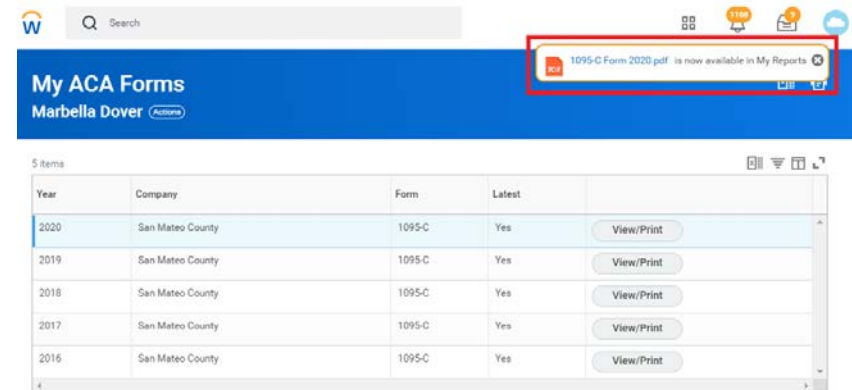 w Search 1166
PDF 1095-C Form 2020.pdf is now available in My Reports
My ACA Forms
Marbella Dover Actions
5 items
Year Company Form Latest
2020 San Mateo County 1095-C Yes View/Print
2019 San Mateo County 1095-C Yes View/Print
2018 San Mateo County 1095-C Yes View/Print
2017 San Mateo County 1095-C Yes View/Print
2016 San Mateo County 1095-C Yes View/Print